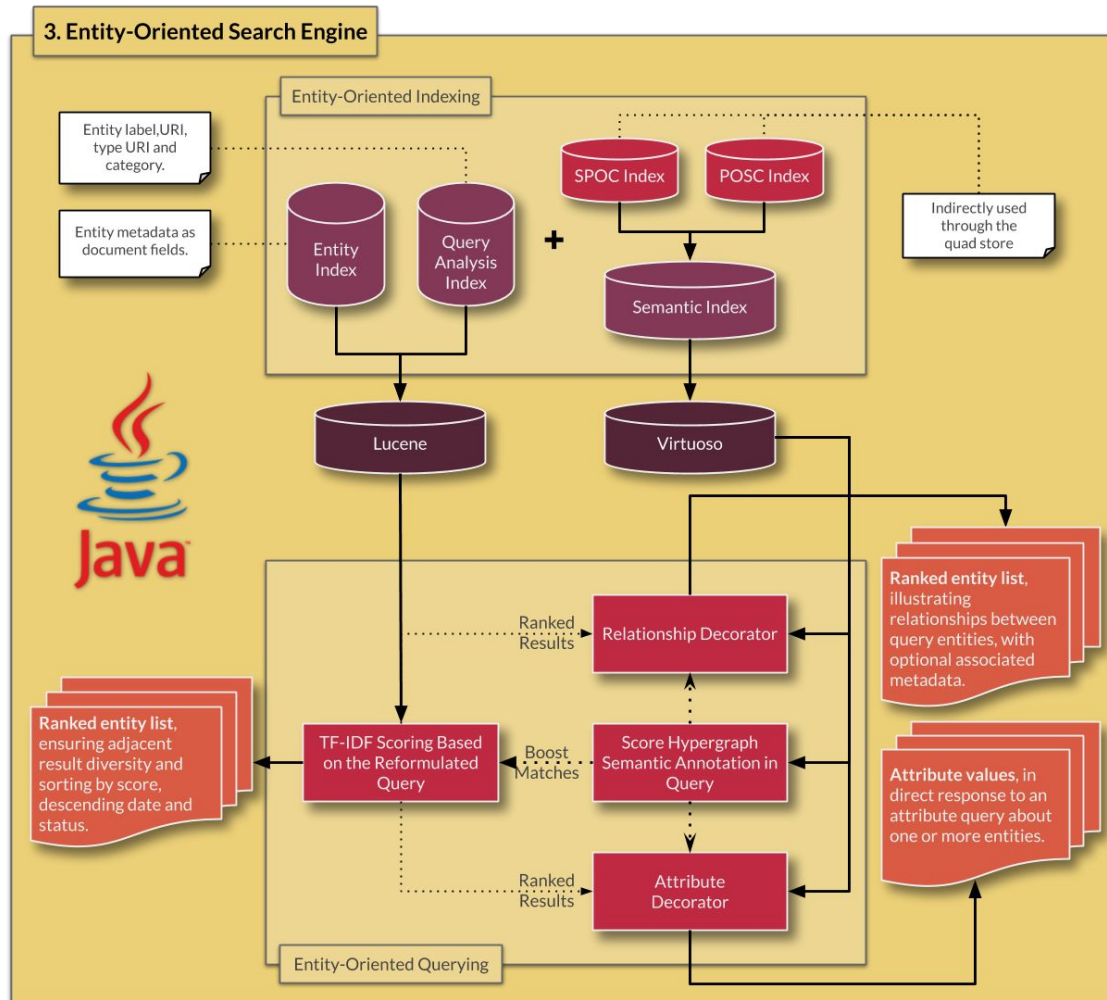 3. Entity-Oriented Search Engine
Entity-Oriented Indexing
Entity label,URI,
type URI and
category.
Entity metadata as
document fields.
Entity
Index
Query
Analysis
Index
+
SPOC Index
POSC Index
Semantic Index
Indirectly used
through the
quad store
Lucene
Virtuoso
Java
Ranked
Results
Relationship Decorator
Ranked entity list,
illustrating
relationships between
query entities, with
optional associated
metadata.
Ranked entity list,
ensuring adjacent
result diversity and
sorting by score,
descending date and
status.
TF-IDF Scoring Based
on the Reformulated
Query
Boost
Matches
Score Hypergraph
Semantic Annotation in
Query
Attribute values, in
direct response to an
attribute query about
one or more entities.
Ranked
Results
Attribute
Decorator
Entity-Oriented Querying